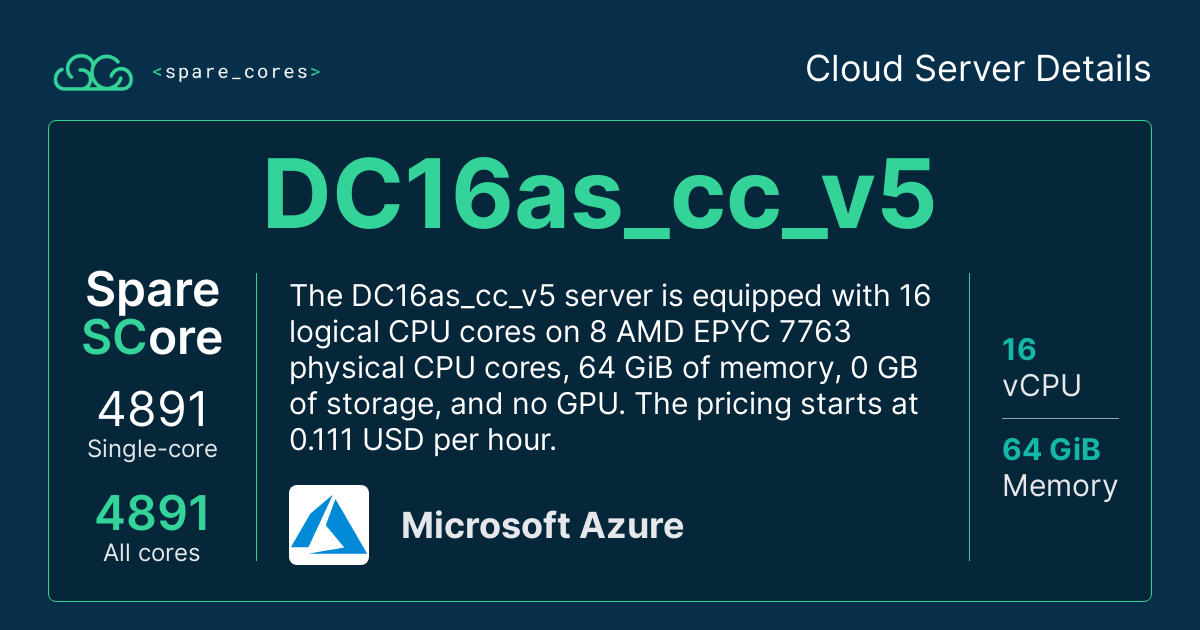 <spare_cores>
Cloud Server Details
DC16as_cc_v5
Spare
SCore
4891
Single-core
4891
All cores
The DC16as_cc_v5 server is equipped with 16
logical CPU cores on 8 AMD EPYC 7763
physical CPU cores, 64 GiB of memory, 0 GB
of storage, and no GPU. The pricing starts at
0.111 USD per hour.
Microsoft Azure
16
vCPU
64 GiB
Memory